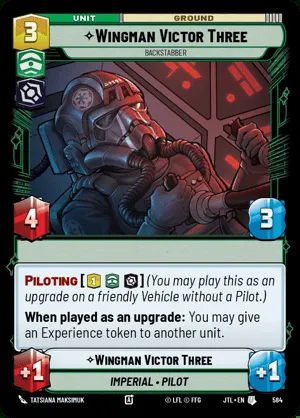 UNIT GROUND
3 ✧WINGMAN VICTOR THREE
BACKSTABBER
4 3
PILOTING [1] (You may play this as an
upgrade on a friendly Vehicle without a Pilot.)
When played as an upgrade: You may
give an Experience token to another unit.
✧WINGMAN VICTOR THREE
+1 IMPERIAL • PILOT +1
TATSIANA MAKSIMUK © LFL © FFG JTL • EN 584